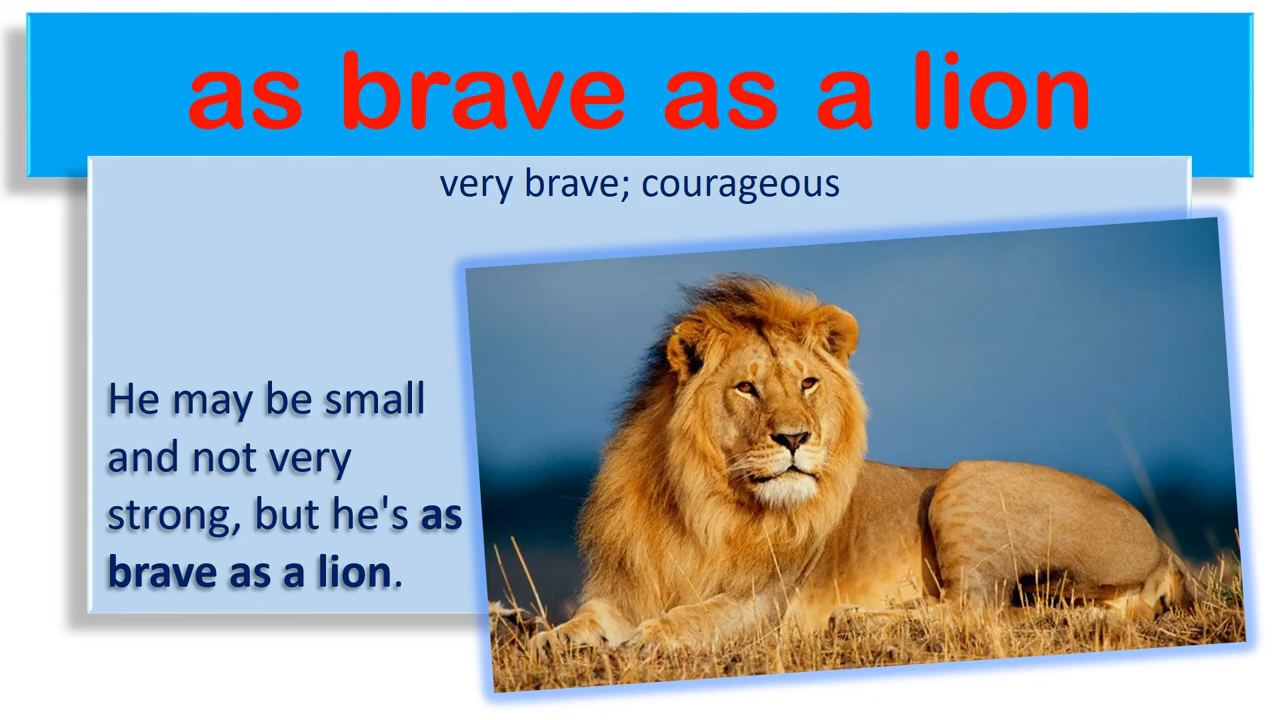 as brave as a lion
very brave; courageous
He may be small
and not very
strong, but he's as
brave as a lion.